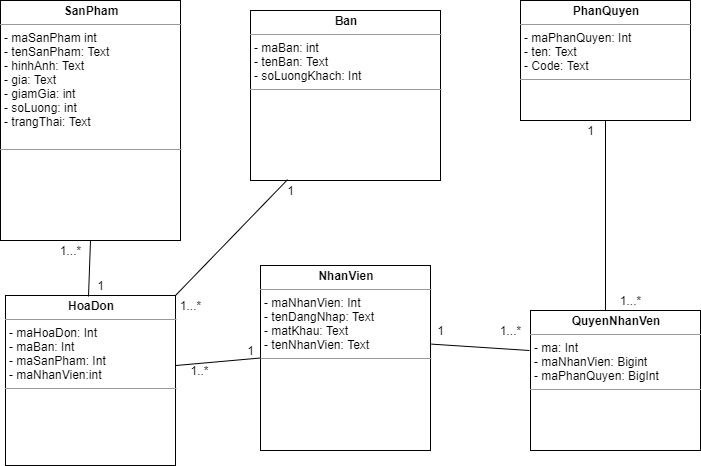 SanPham
- maSanPham int
- tenSanPham: Text
- hinhAnh: Text
- gia: Text
- giamGia: int
- soLuong: int
- trangThai: Text
Ban
- maBan: int
- tenBan: Text
- soLuongKhach: Int
PhanQuyen
- maPhanQuyen: Int
- ten: Text
- Code: Text
1
1
1...*
1
1...*
1...*
HoaDon
- maHoaDon: Int
- maBan: Int
- maSanPham: Int
- maNhanVien:int
NhanVien
- maNhanVien: Int
- tenDangNhap: Text
- matKhau: Text
- tenNhanVien: Text
QuyenNhanVen
- ma: Int
- maNhanVien: Bigint
- maPhanQuyen: BigInt
1
1...*
1
1..*